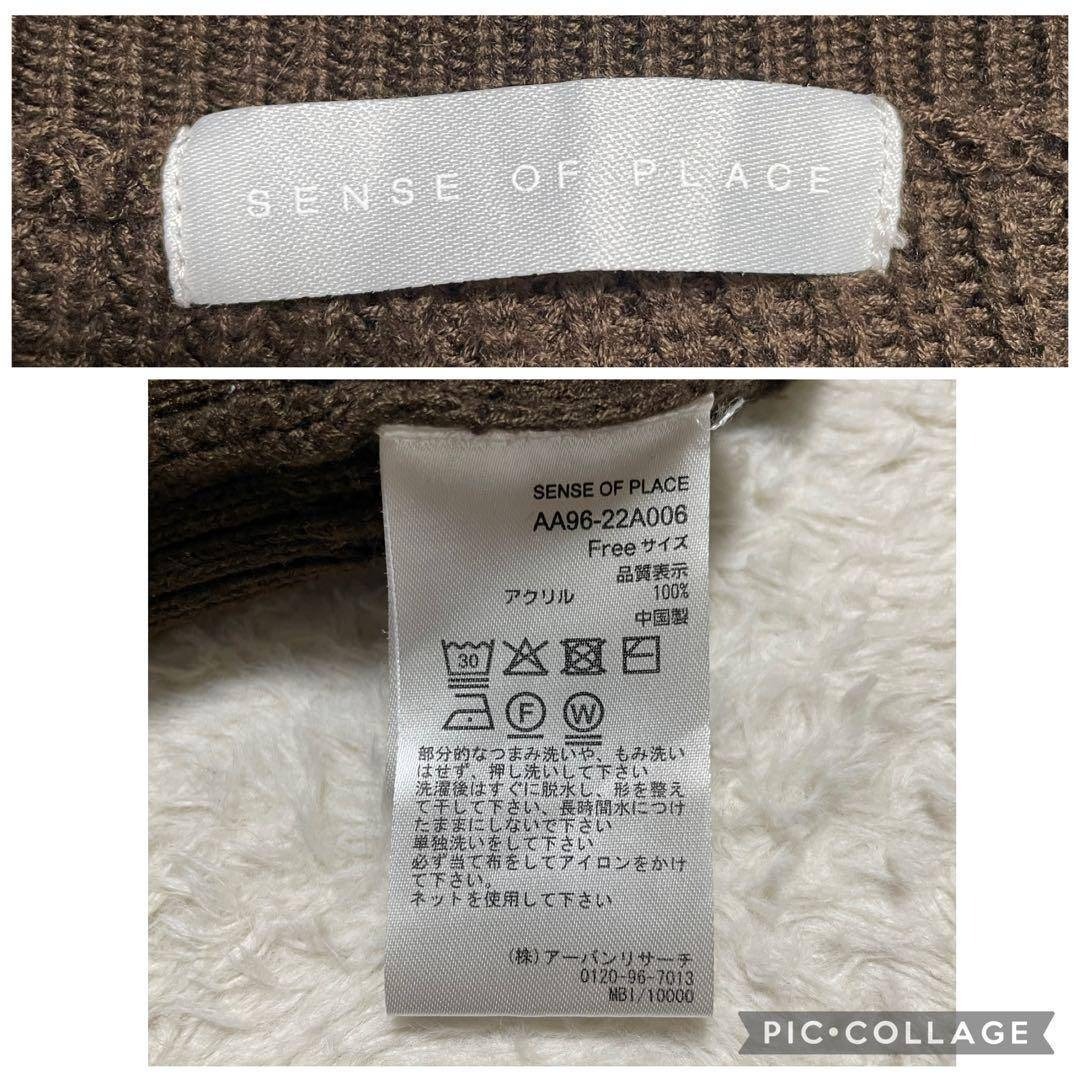 SENSE OF PLACE
SENSE OF PLACE
AA96-22A006
Freeサイズ
品質表示
アクリル 100%
中国製
30
F W
部分的なつまみ洗いや、もみ洗い
はせず、押し洗いして下さい
洗濯後はすぐに脱水し、形を整え
て干して下さい、長時間水につけ
たままにしないで下さい
単独洗いをして下さい
必ず当て布をしてアイロンをかけ
て下さい。
ネットを使用して下さい
(株)アーバンリサーチ
0120-96-7013
MBI/10000
PIC•COLLAGE